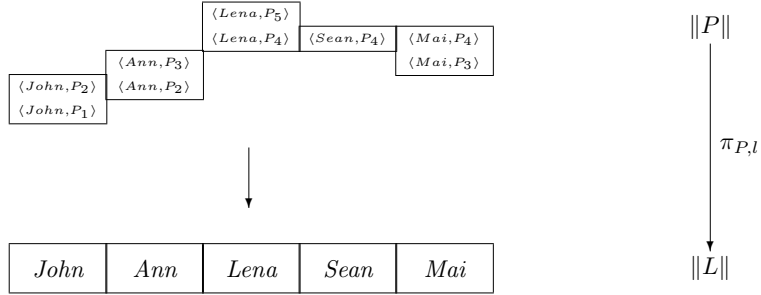 ⟨Lena,P₅⟩
⟨Lena,P₄⟩ ⟨Sean,P₄⟩ ⟨Mai,P₄⟩ ‖P‖
⟨Ann,P₃⟩ ⟨Mai,P₃⟩
⟨John,P₂⟩ ⟨Ann,P₂⟩
⟨John,P₁⟩
π_{P,l}
John Ann Lena Sean Mai ‖L‖